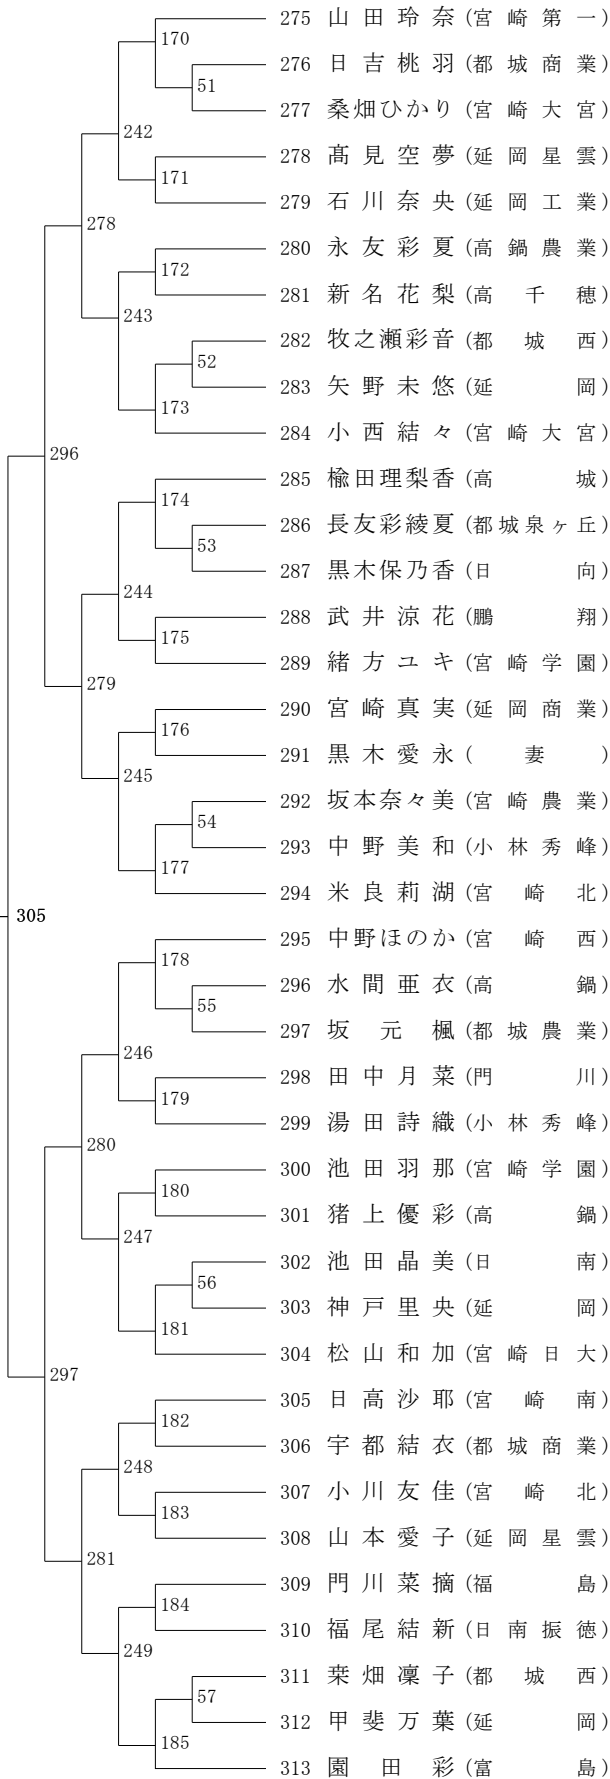 275 山田玲奈 (宮崎第一)
170
276 日吉桃羽 (都城商業)
51
277 桑畑ひかり (宮崎大宮)
242
278 髙見空夢 (延岡星雲)
171
279 石川奈央 (延岡工業)
278
280 永友彩夏 (高鍋農業)
172
281 新名花梨 (高千穂)
243
282 牧之瀬彩音 (都城西)
52
283 矢野未悠 (延岡)
173
284 小西結々 (宮崎大宮)
296
285 楡田理梨香 (高城)
174
286 長友彩綾夏 (都城泉ヶ丘)
53
287 黒木保乃香 (日向)
244
288 武井涼花 (鵬翔)
175
289 緒方ユキ (宮崎学園)
279
290 宮崎真実 (延岡商業)
176
291 黒木愛永 (妻)
245
292 坂本奈々美 (宮崎農業)
54
293 中野美和 (小林秀峰)
177
294 米良莉湖 (宮崎北)
305
295 中野ほのか (宮崎西)
178
296 水間亜衣 (高鍋)
55
297 坂元楓 (都城農業)
246
298 田中月菜 (門川)
179
299 湯田詩織 (小林秀峰)
280
300 池田羽那 (宮崎学園)
180
301 猪上優彩 (高鍋)
247
302 池田晶美 (日南)
56
303 神戸里央 (延岡)
181
304 松山和加 (宮崎日大)
297
305 日高沙耶 (宮崎南)
182
306 宇都結衣 (都城商業)
248
307 小川友佳 (宮崎北)
183
308 山本愛子 (延岡星雲)
281
309 門川菜摘 (福島)
184
310 福尾結新 (日南振徳)
249
311 桒畑凜子 (都城西)
57
312 甲斐万葉 (延岡)
185
313 園田彩 (富島)